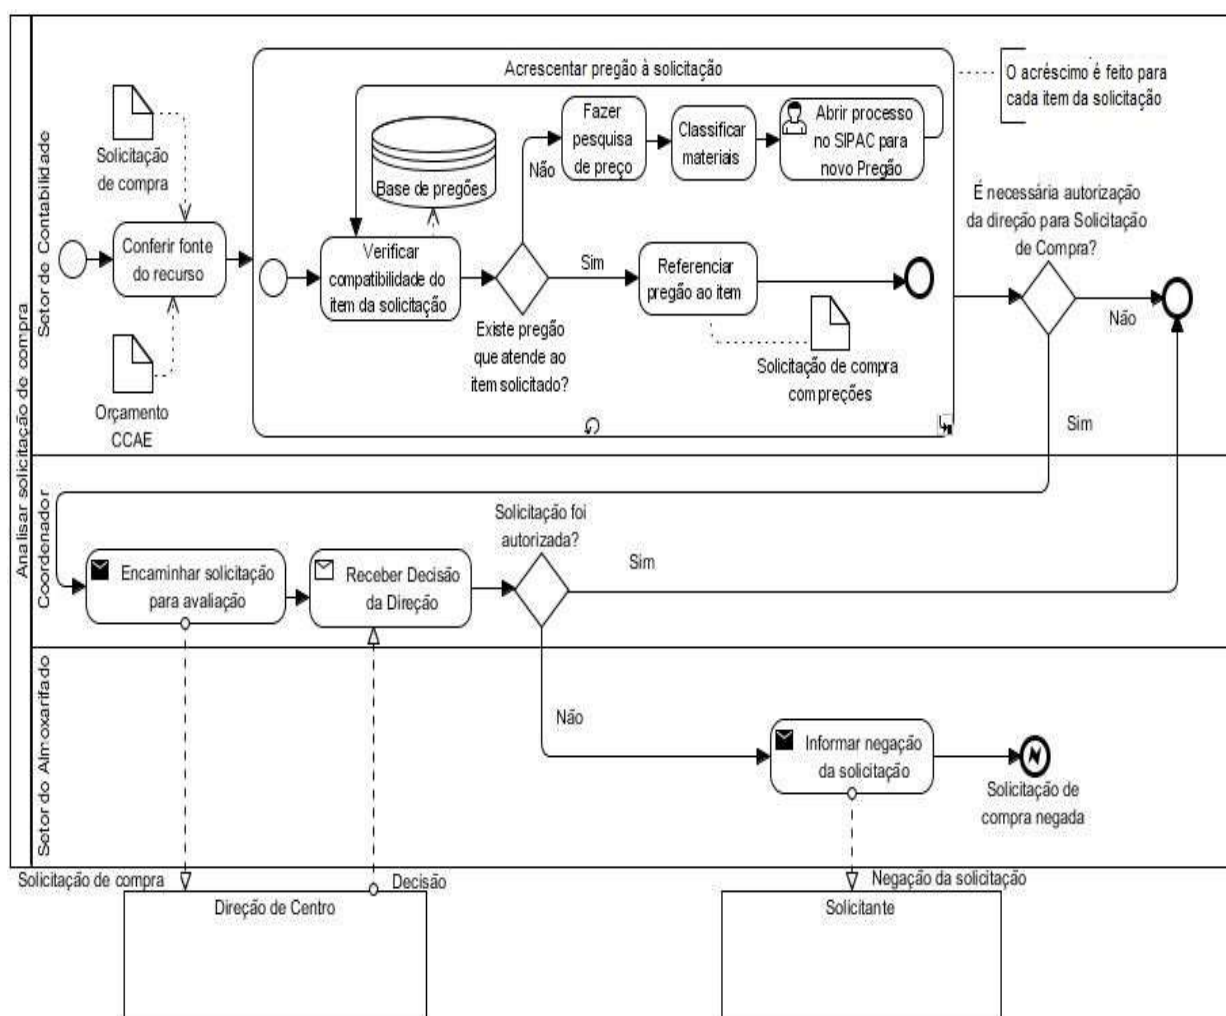 Analisar solicitação de compra
Setor de Contabilidade
Solicitação
de compra
Conferir fonte
do recurso
Orçamento
CCAE
Acrescentar pregão à solicitação
Base de pregões
Verificar
compatibilidade do
item da solicitação
Existe pregão
que atende ao
item solicitado?
Não
Fazer
pesquisa
de preço
Classificar
materiais
Abrir processo
no SIPAC para
novo Pregão
Sim
Referenciar
pregão ao item
Solicitação de compra
com preções
O acréscimo é feito para
cada item da solicitação
É necessária autorização
da direção para Solicitação
de Compra?
Não
Sim
Coordenador
Encaminhar solicitação
para avaliação
Receber Decisão
da Direção
Solicitação foi
autorizada?
Sim
Não
Setor do Almoxarifado
Informar negação
da solicitação
Solicitação de
compra negada
Solicitação de compra
Decisão
Negação da solicitação
Direção de Centro
Solicitante